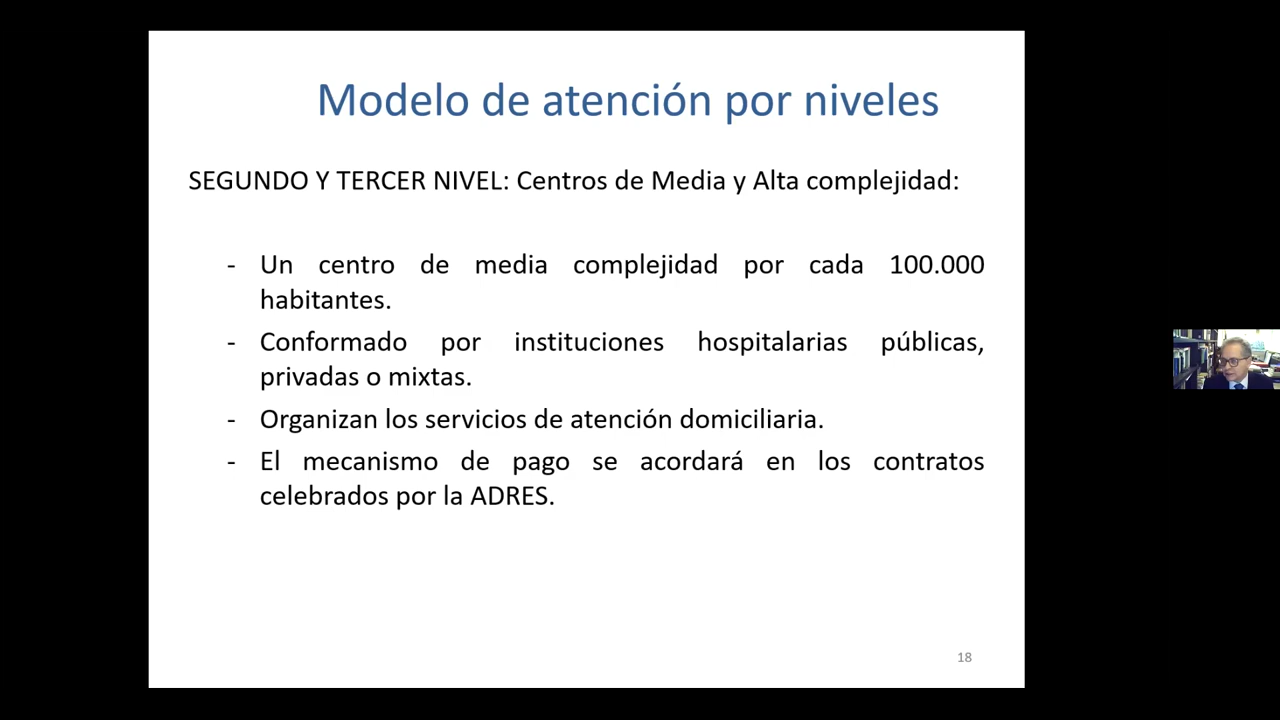 Modelo de atención por niveles
SEGUNDO Y TERCER NIVEL: Centros de Media y Alta complejidad:
- Un centro de media complejidad por cada 100.000
habitantes.
- Conformado por instituciones hospitalarias públicas,
privadas o mixtas.
- Organizan los servicios de atención domiciliaria.
- El mecanismo de pago se acordará en los contratos
celebrados por la ADRES.
18